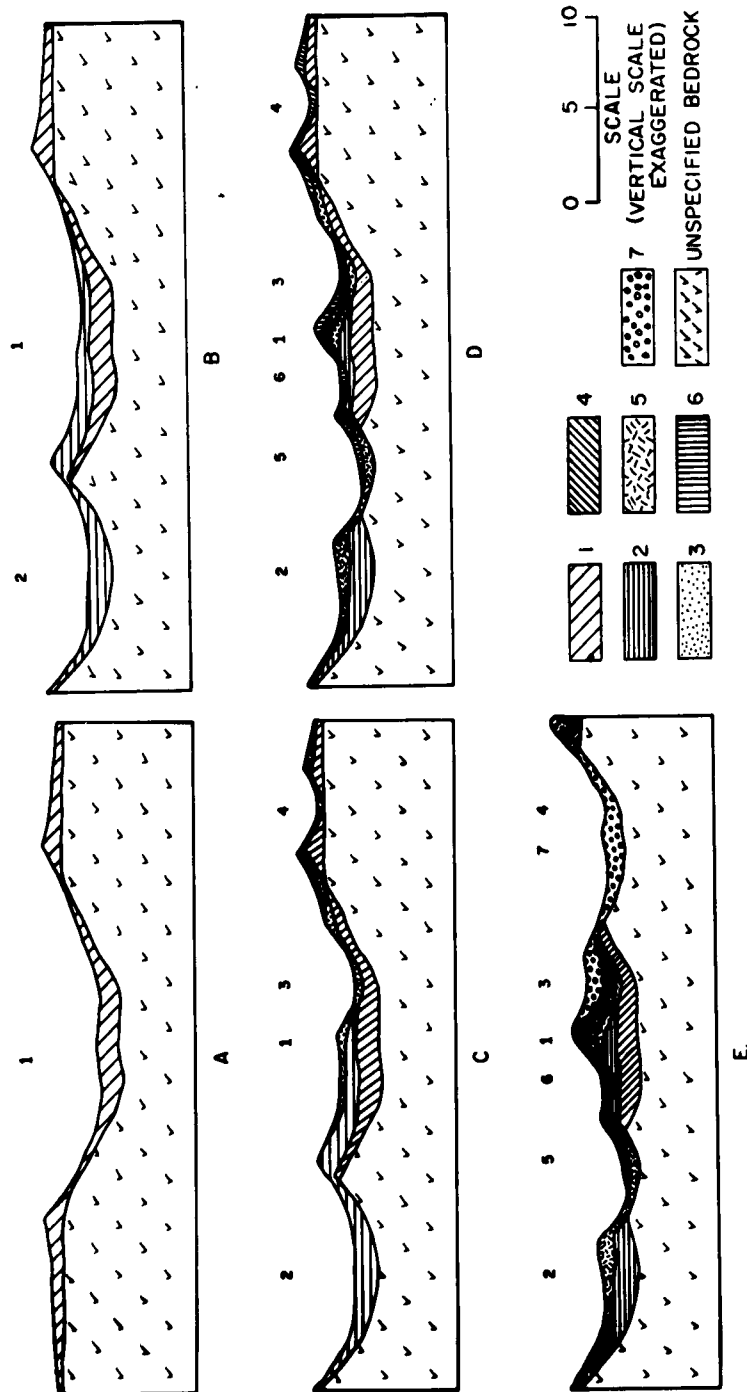 1
A
2 1
B
2 1 3 4
C
2 5 6 1 3 4
D
2 5 6 1 3 7 4
E
1
2
3
4
5
6
7
UNSPECIFIED BEDROCK
0 5 10
SCALE
(VERTICAL SCALE
EXAGGERATED)